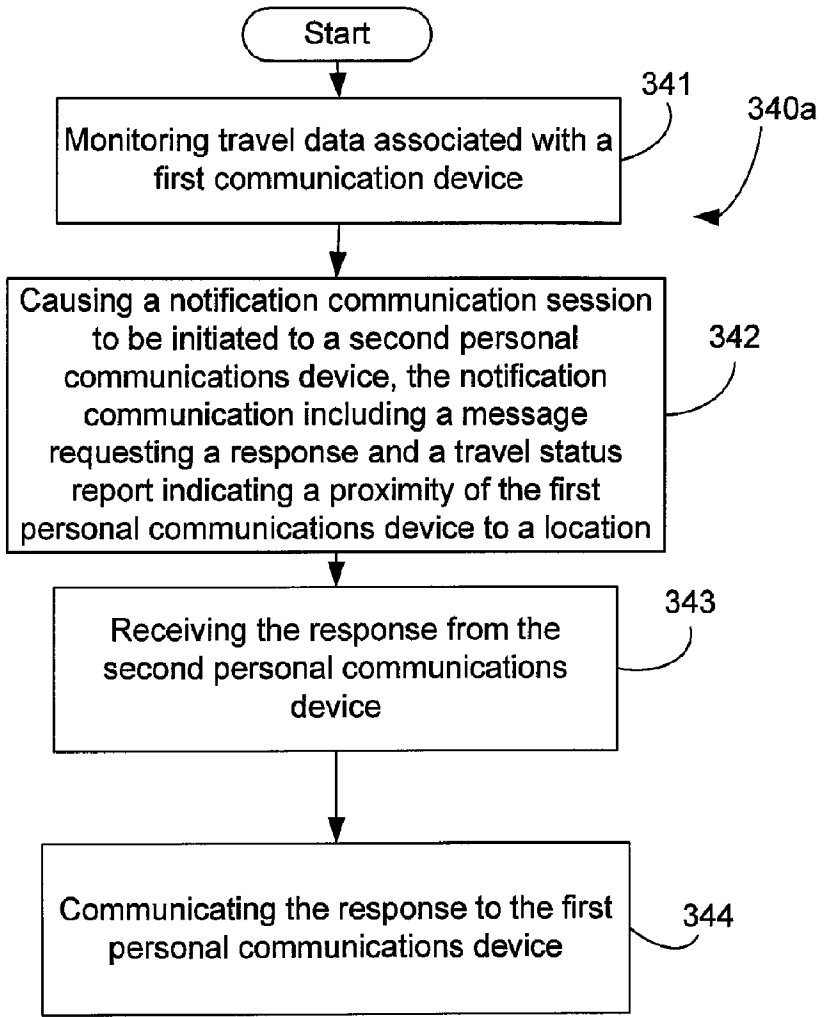 Start
341
340a
Monitoring travel data associated with a
first communication device
Causing a notification communication session
to be initiated to a second personal
communications device, the notification
communication including a message
requesting a response and a travel status
report indicating a proximity of the first
personal communications device to a location
342
343
Receiving the response from the
second personal communications
device
Communicating the response to the first
personal communications device
344